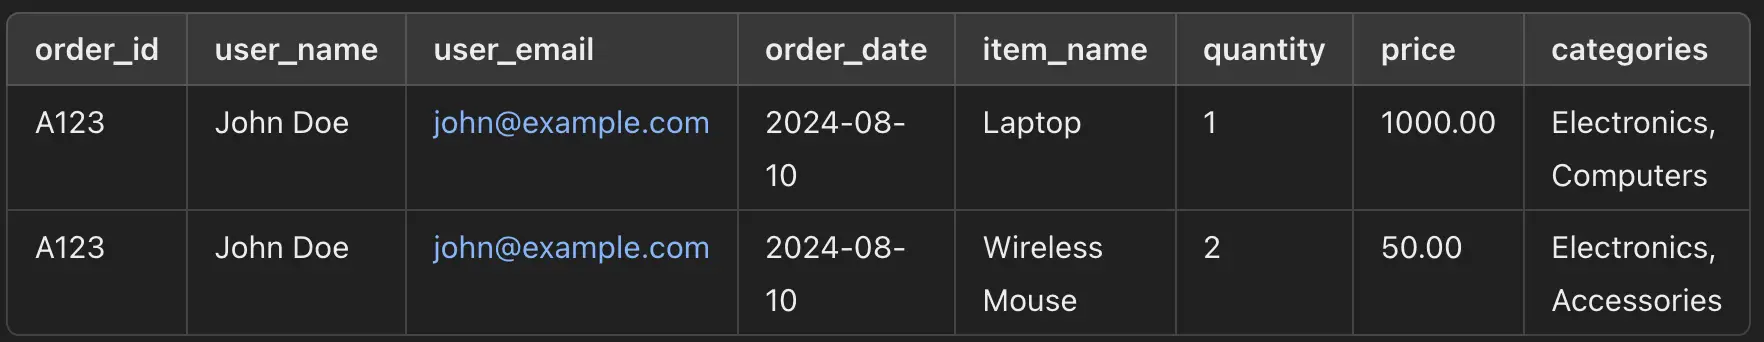 order_id user_name user_email order_date item_name quantity price categories
A123 John Doe john@example.com 2024-08- Laptop 1 1000.00 Electronics,
10 Computers
A123 John Doe john@example.com 2024-08- Wireless 2 50.00 Electronics,
10 Mouse Accessories